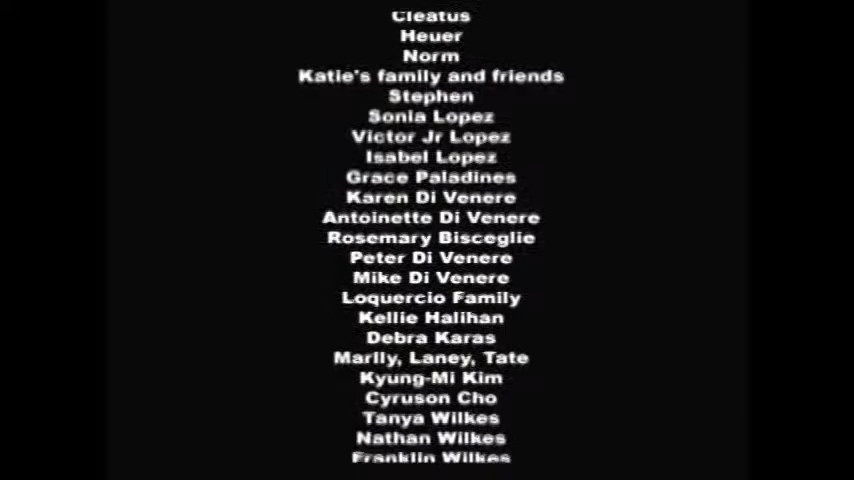 Cleatus
Heuer
Norm
Katie's family and friends
Stephen
Sonia Lopez
Victor Jr Lopez
Isabel Lopez
Grace Paladines
Karen Di Venere
Antoinette Di Venere
Rosemary Bisceglie
Peter Di Venere
Mike Di Venere
Loquercio Family
Kellie Halihan
Debra Karas
Marlly, Laney, Tate
Kyung-Mi Kim
Cyruson Cho
Tanya Wilkes
Nathan Wilkes
Franklin Wilkes